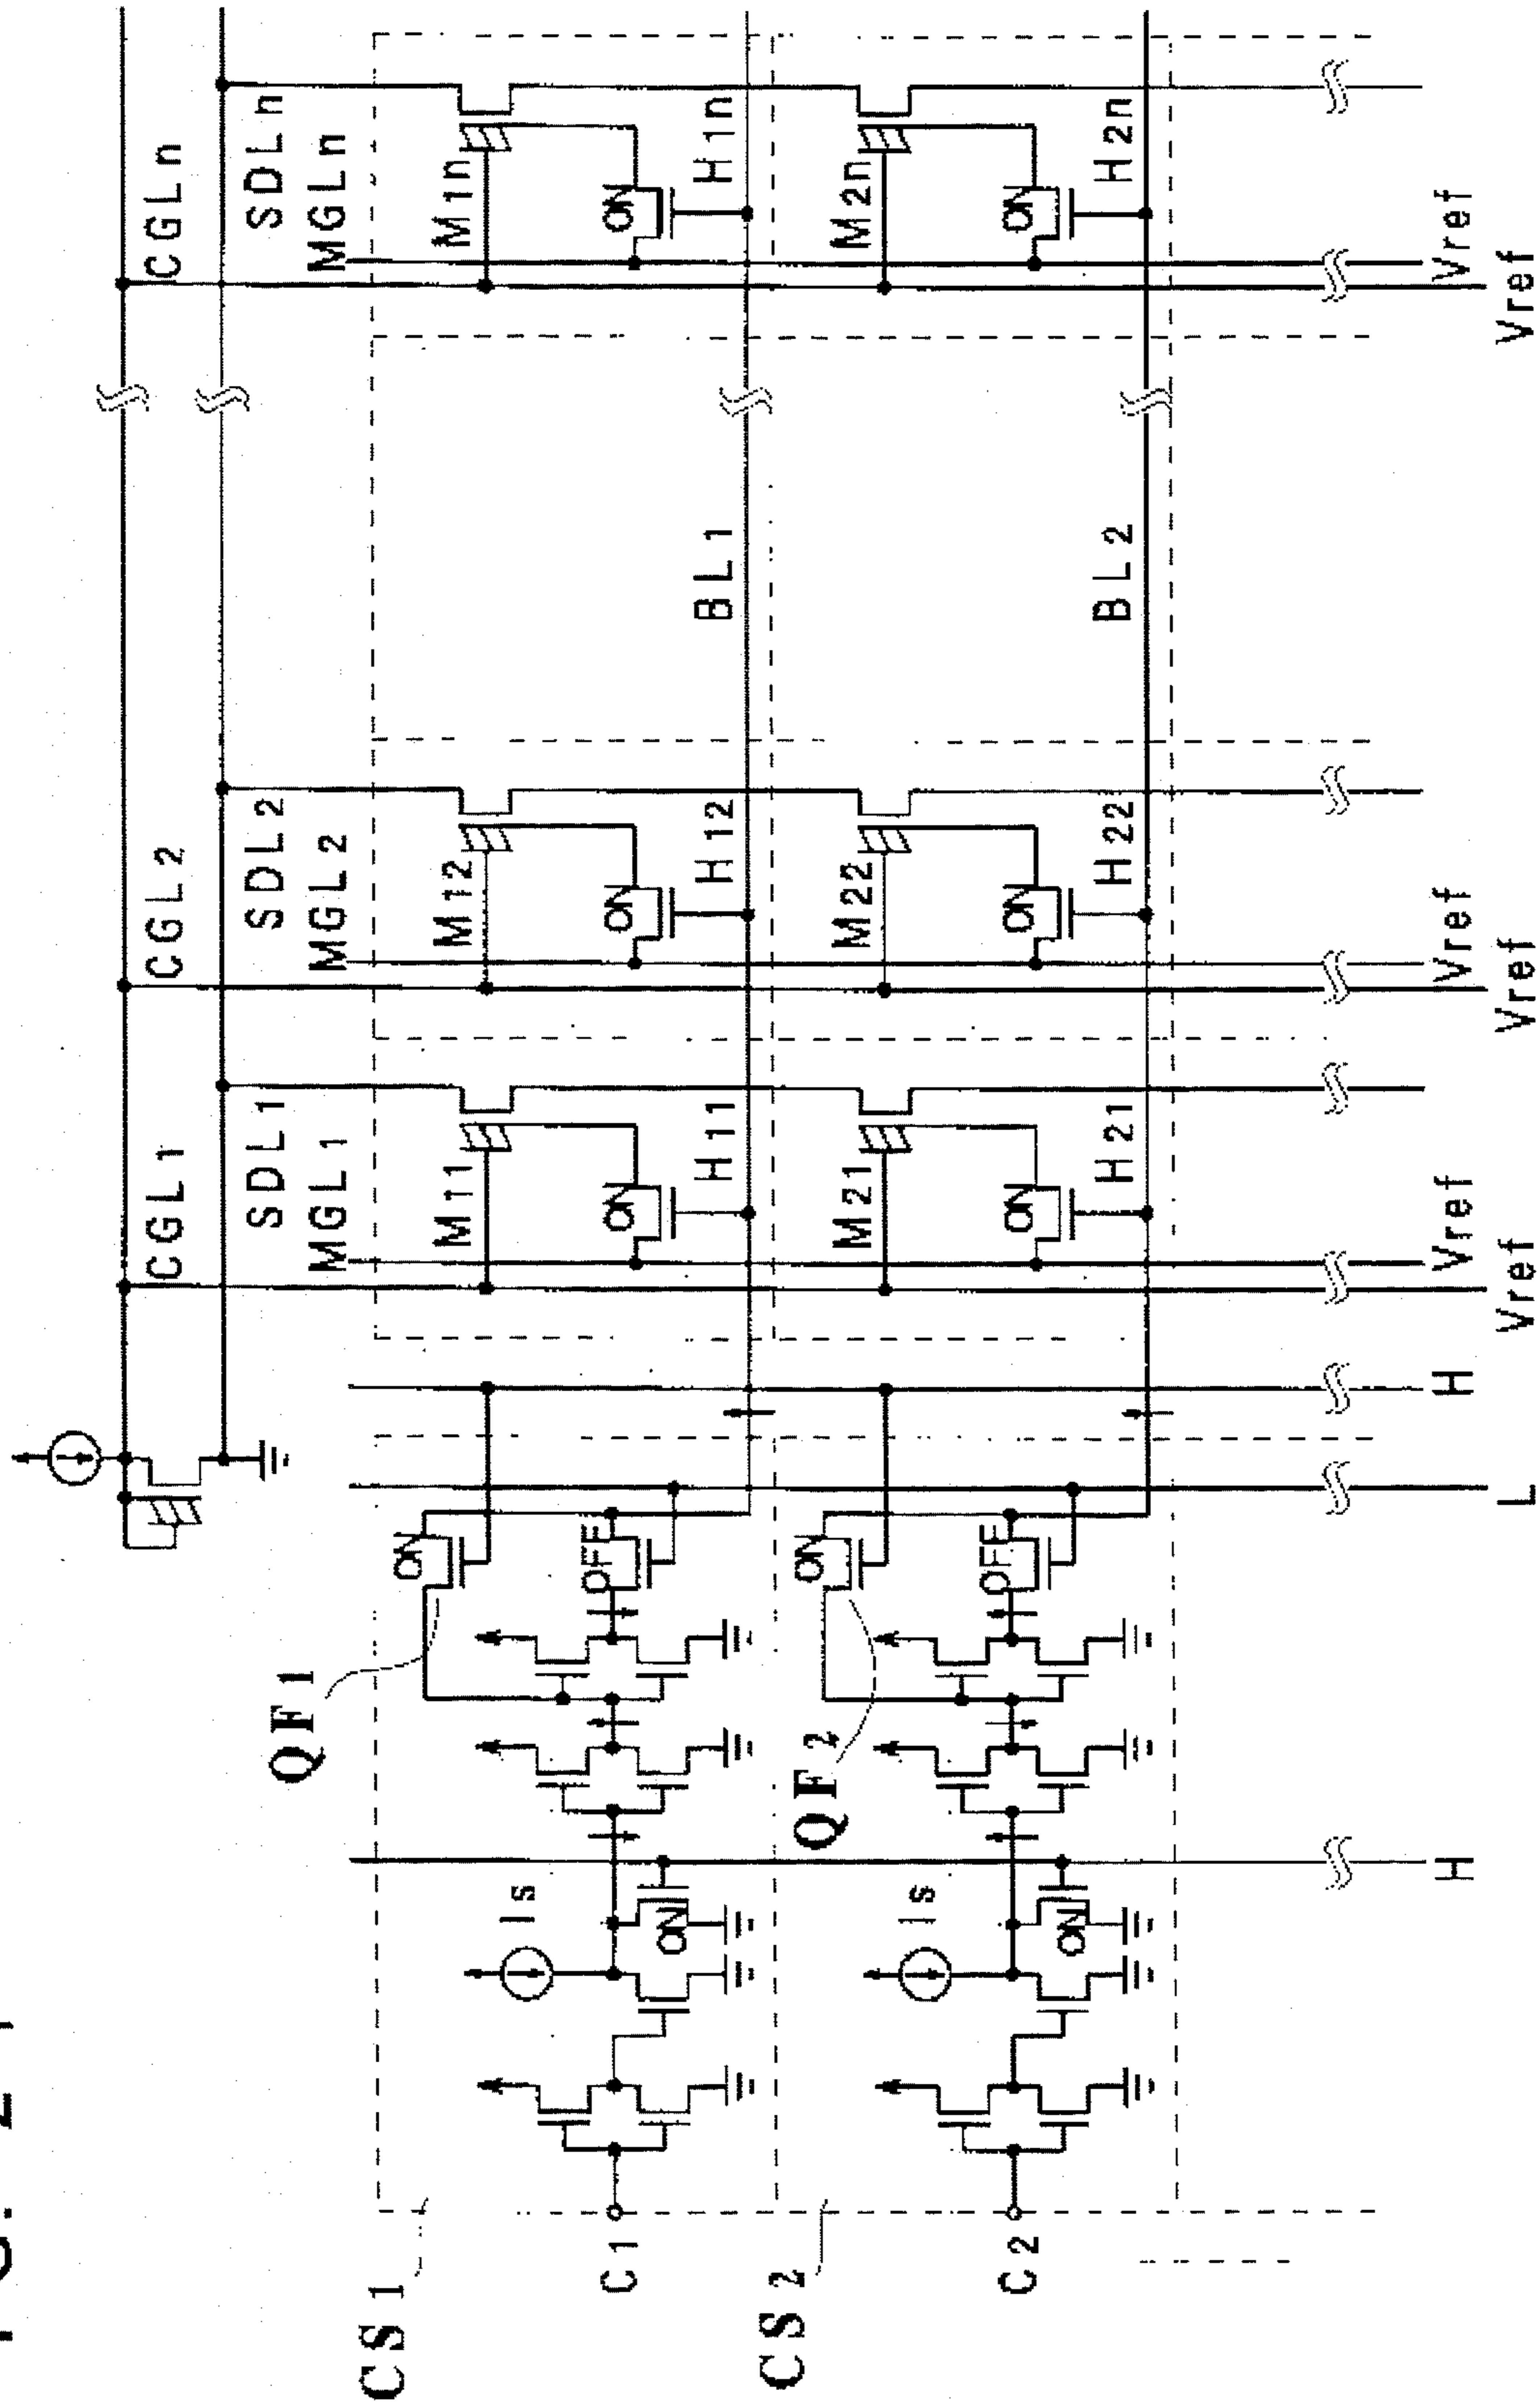 CGL1
CGL2
CGLn
SDL1
SDL2
SDLn
QF1
MGL1
MGL2
MGLn
CS1
Is
ON
M11
M12
M1n
OFF
ON
ON
ON
C1
ON
BL1
H11
H12
H1n
CS2
QF2
ON
M21
M22
M2n
Is
OFF
ON
ON
ON
C2
ON
BL2
H21
H22
H2n
H
H
Vref
Vref
Vref
L
Vref
Vref
Vref